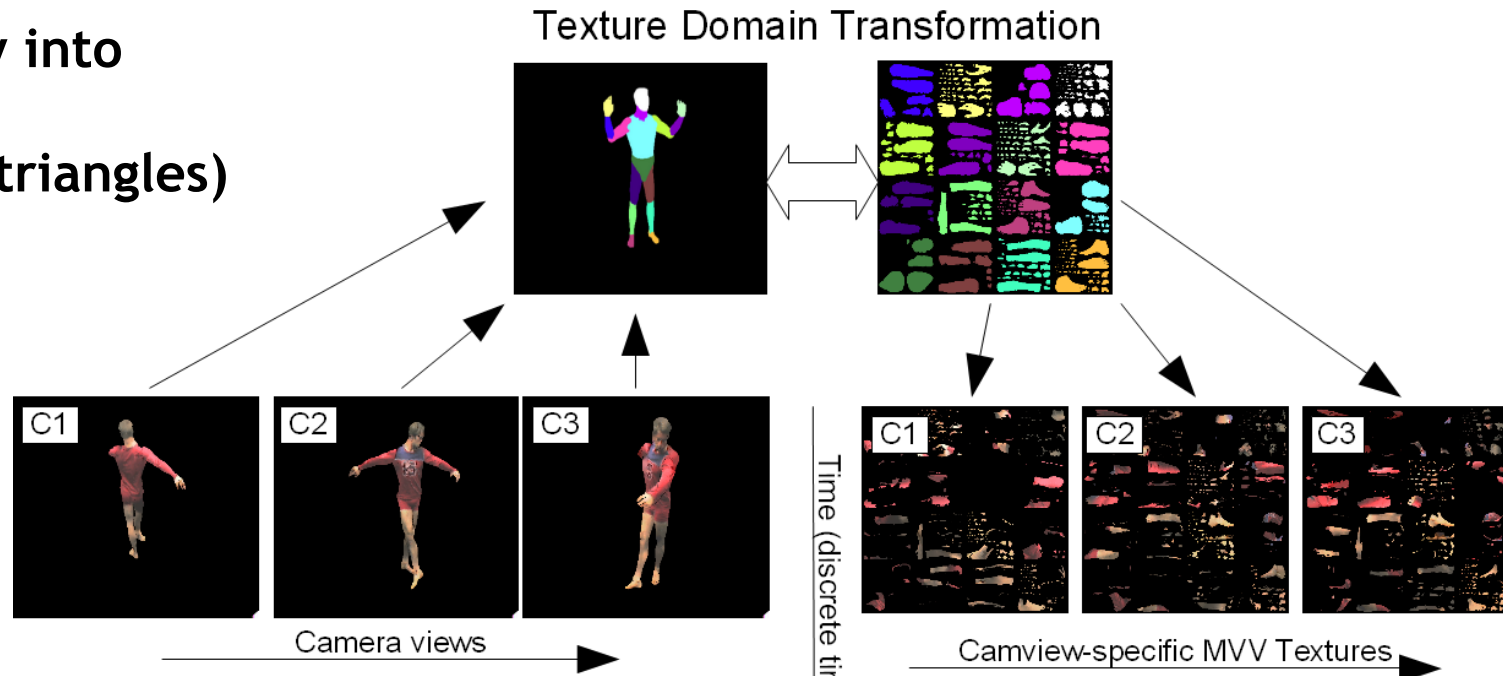 Texture Domain Transformation
into
triangles)
C1
C2
C3
Camera views
C1
C2
C3
Time (discrete
Camview-specific MVV Textures